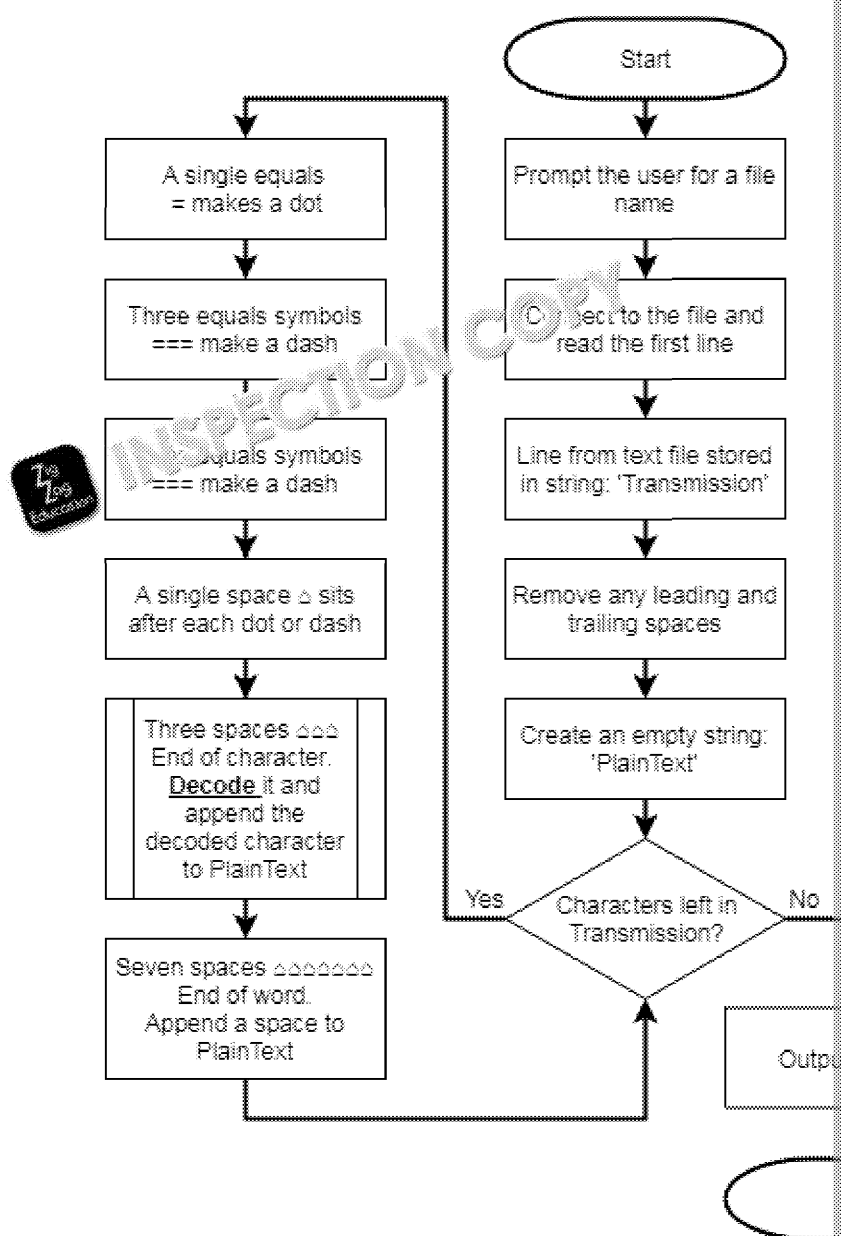 Start
Prompt the user for a file
name
to the file and
read the first line
Line from text file stored
in string: 'Transmission'
Remove any leading and
trailing spaces
Create an empty string:
'PlainText'
Characters left in
Transmission?
Yes
No
A single equals
= makes a dot
Three equals symbols
=== make a dash
equals symbols
=== make a dash
A single space ⌂ sits
after each dot or dash
Three spaces ⌂⌂⌂
End of character.
Decode it and
append the
decoded character
to PlainText
Seven spaces ⌂⌂⌂⌂⌂⌂⌂
End of word.
Append a space to
PlainText
Outpu
INSPECTION COPY
Zig
Zag
Education